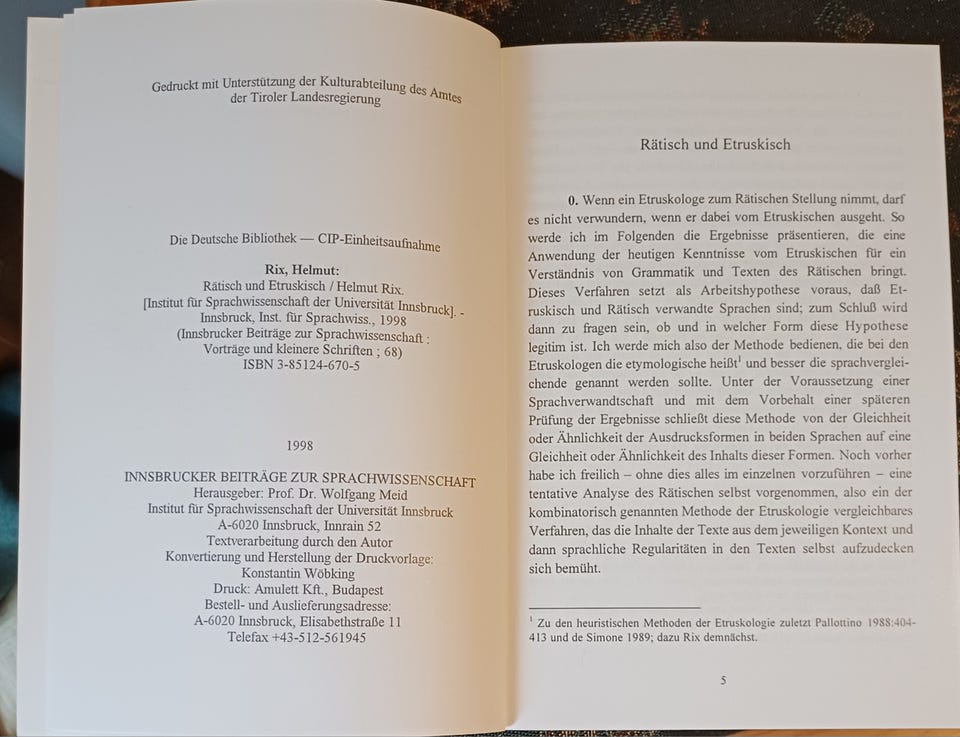 Gedruckt mit Unterstützung der Kulturabteilung des Amtes
der Tiroler Landesregierung
Die Deutsche Bibliothek — CIP-Einheitsaufnahme
Rix, Helmut:
Rätisch und Etruskisch / Helmut Rix.
[Institut für Sprachwissenschaft der Universität Innsbruck]. -
Innsbruck, Inst. für Sprachwiss., 1998
(Innsbrucker Beiträge zur Sprachwissenschaft :
Vorträge und kleinere Schriften ; 68)
ISBN 3-85124-670-5
1998
INNSBRUCKER BEITRÄGE ZUR SPRACHWISSENSCHAFT
Herausgeber: Prof. Dr. Wolfgang Meid
Institut für Sprachwissenschaft der Universität Innsbruck
A-6020 Innsbruck, Innrain 52
Textverarbeitung durch den Autor
Konvertierung und Herstellung der Druckvorlage:
Konstantin Wöbking
Druck: Amulett Kft., Budapest
Bestell- und Auslieferungsadresse:
A-6020 Innsbruck, Elisabethstraße 11
Telefax +43-512-561945
Rätisch und Etruskisch
0. Wenn ein Etruskologe zum Rätischen Stellung nimmt, darf
es nicht verwundern, wenn er dabei vom Etruskischen ausgeht. So
werde ich im Folgenden die Ergebnisse präsentieren, die eine
Anwendung der heutigen Kenntnisse vom Etruskischen für ein
Verständnis von Grammatik und Texten des Rätischen bringt.
Dieses Verfahren setzt als Arbeitshypothese voraus, daß Et-
ruskisch und Rätisch verwandte Sprachen sind; zum Schluß wird
dann zu fragen sein, ob und in welcher Form diese Hypothese
legitim ist. Ich werde mich also der Methode bedienen, die bei den
Etruskologen die etymologische heißt¹ und besser die sprachverglei-
chende genannt werden sollte. Unter der Voraussetzung einer
Sprachverwandtschaft und mit dem Vorbehalt einer späteren
Prüfung der Ergebnisse schließt diese Methode von der Gleichheit
oder Ähnlichkeit der Ausdrucksformen in beiden Sprachen auf eine
Gleichheit oder Ähnlichkeit des Inhalts dieser Formen. Noch vorher
habe ich freilich – ohne dies alles im einzelnen vorzuführen – eine
tentative Analyse des Rätischen selbst vorgenommen, also ein der
kombinatorisch genannten Methode der Etruskologie vergleichbares
Verfahren, das die Inhalte der Texte aus dem jeweiligen Kontext und
dann sprachliche Regularitäten in den Texten selbst aufzudecken
sich bemüht.
¹ Zu den heuristischen Methoden der Etruskologie zuletzt Pallottino 1988:404-
413 und de Simone 1989; dazu Rix demnächst.
5